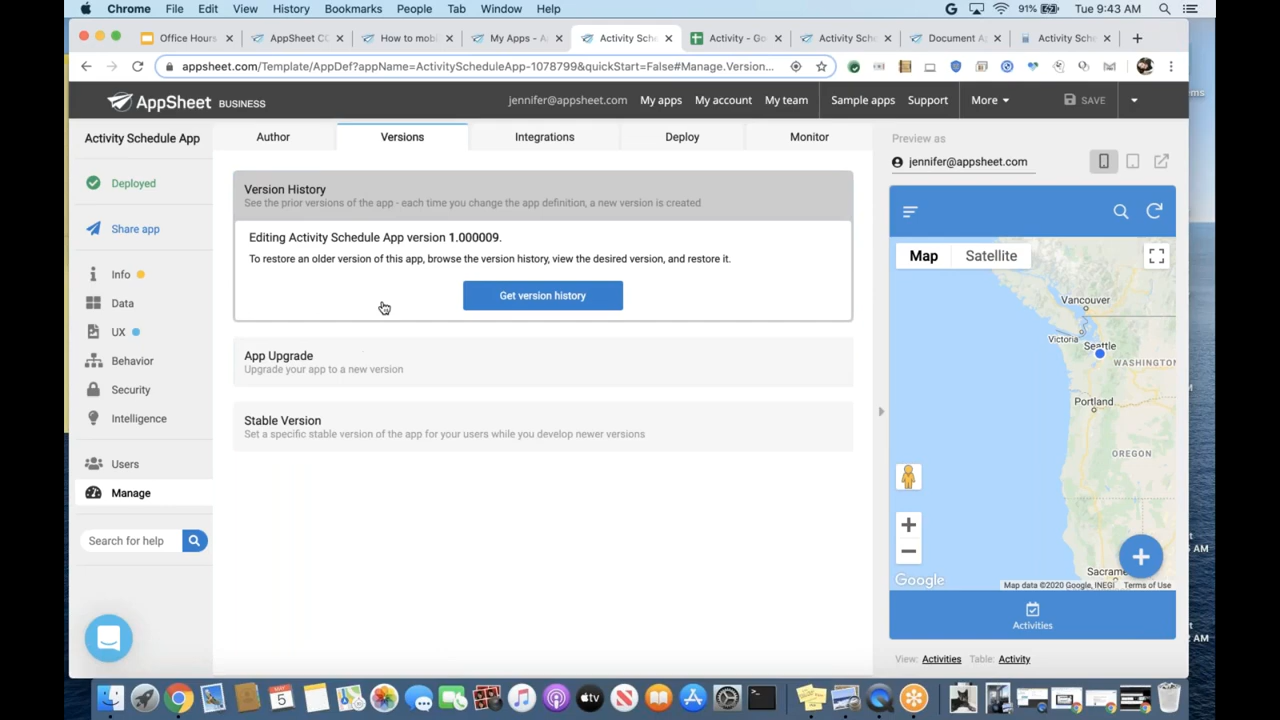 Chrome File Edit View History Bookmarks People Tab Window Help 91% Tue 9:43 AM
Office Hours AppSheet CC How to mobi My Apps - A Activity Sche Activity - Go Activity Sche Document A Activity Sche
appsheet.com/Template/AppDef?appName=ActivityScheduleApp-1078799&quickStart=False#Manage.Version...
AppSheet BUSINESS jennifer@appsheet.com My apps My account My team Sample apps Support More SAVE
Activity Schedule App Author Versions Integrations Deploy Monitor
Preview as
jennifer@appsheet.com
Deployed
Share app
Info
Data
UX
Behavior
Security
Intelligence
Users
Manage
Search for help
Version History
See the prior versions of the app - each time you change the app definition, a new version is created
Editing Activity Schedule App version 1.000009.
To restore an older version of this app, browse the version history, view the desired version, and restore it.
Get version history
App Upgrade
Upgrade your app to a new version
Stable Version
Set a specific stable version of the app for your users while you develop newer versions
Map Satellite
Vancouver
Victoria
Seattle
WASHINGTON
Portland
OREGON
Sacrame
Google
Map data ©2020 Google, INEGI Terms of Use
Activities
View: Activities Table: Activity